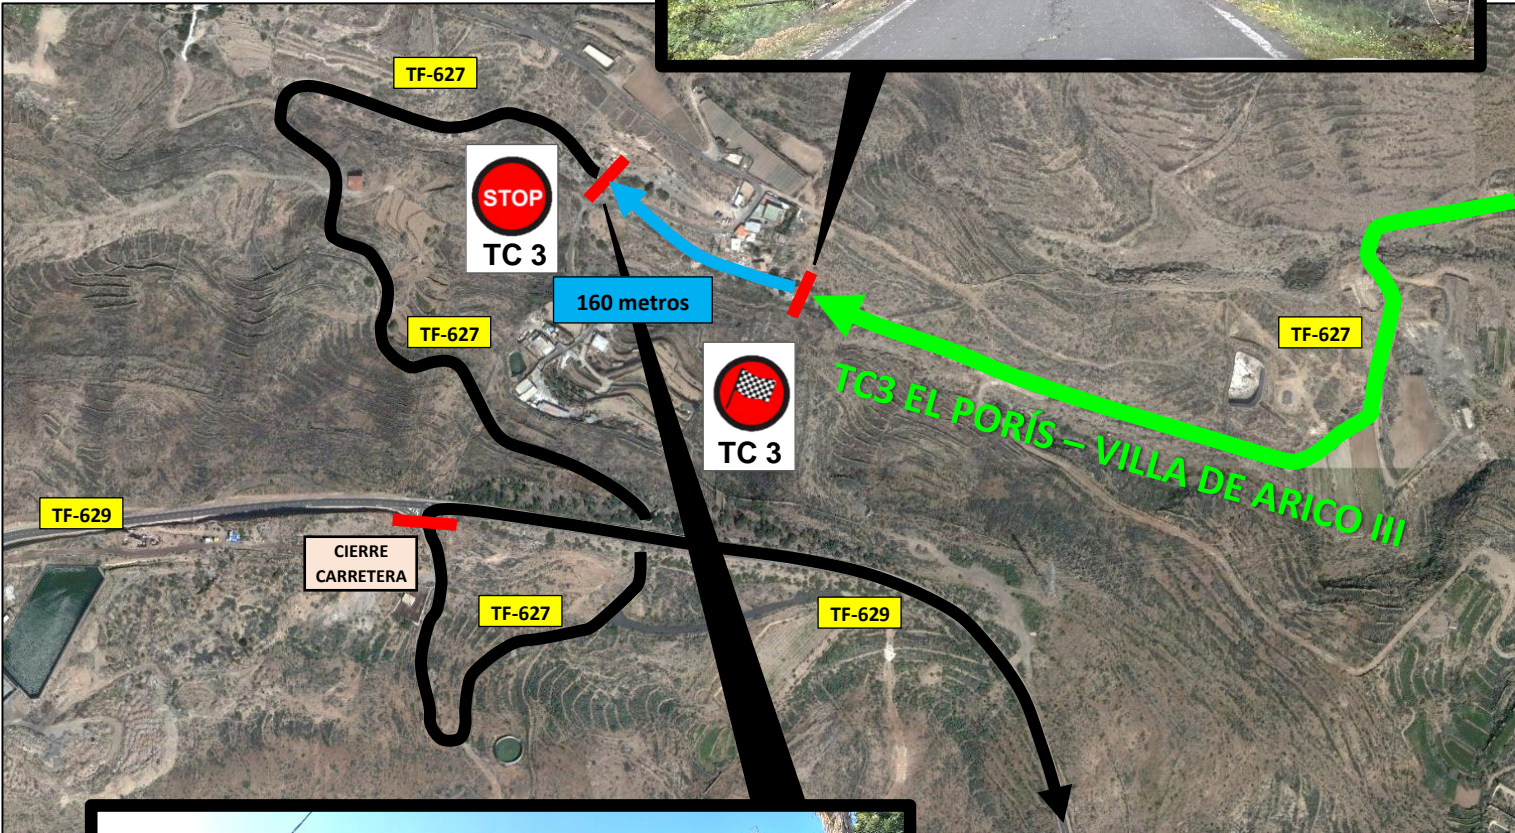 TF-627
STOP
TC 3
160 metros
TF-627
TF-627
TC 3
TC3 EL PORÍS – VILLA DE ARICO III
TF-629
CIERRE
CARRETERA
TF-627
TF-629